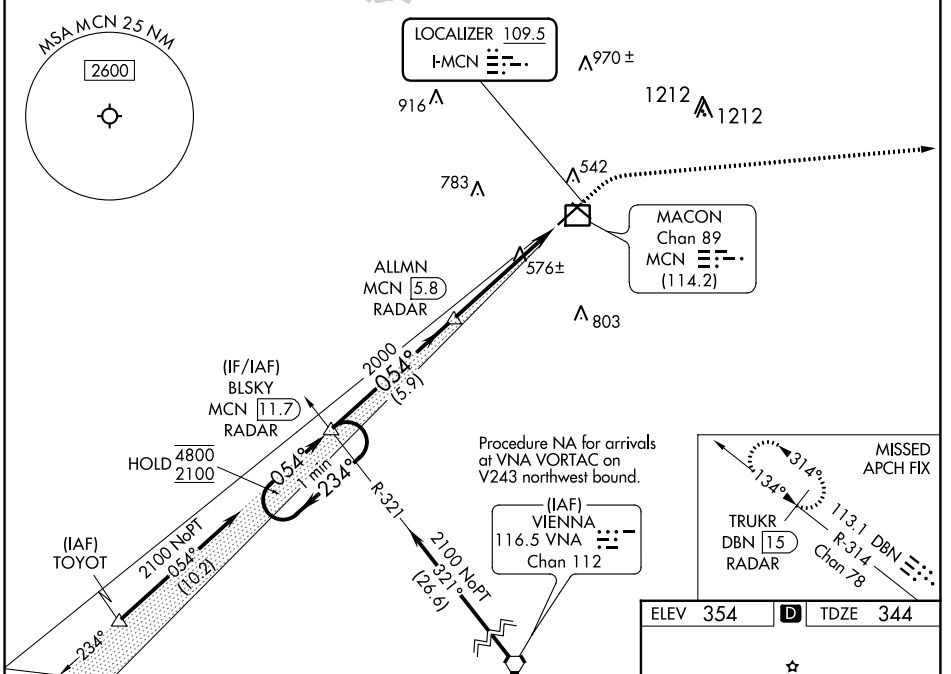 MSA MCN 25 NM
2600
LOCALIZER 109.5
I-MCN
970 ±
916
1212
1212
783
542
MACON
Chan 89
MCN
(114.2)
576±
ALLMN
MCN 5.8
RADAR
803
2000
054°
(5.9)
(IF/IAF)
BLSKY
MCN 11.7
RADAR
HOLD 4800
2100
054°
1 min
234°
R-321
Procedure NA for arrivals
at VNA VORTAC on
V243 northwest bound.
(IAF)
VIENNA
116.5 VNA
Chan 112
2100 NoPT
321°
(26.6)
(IAF)
TOYOT
2100 NoPT
054°
(10.2)
234°
MISSED
APCH FIX
314°
134°
TRUKR
DBN 15
RADAR
113.1 DBN
R-314
Chan 78
ELEV 354 D TDZE 344